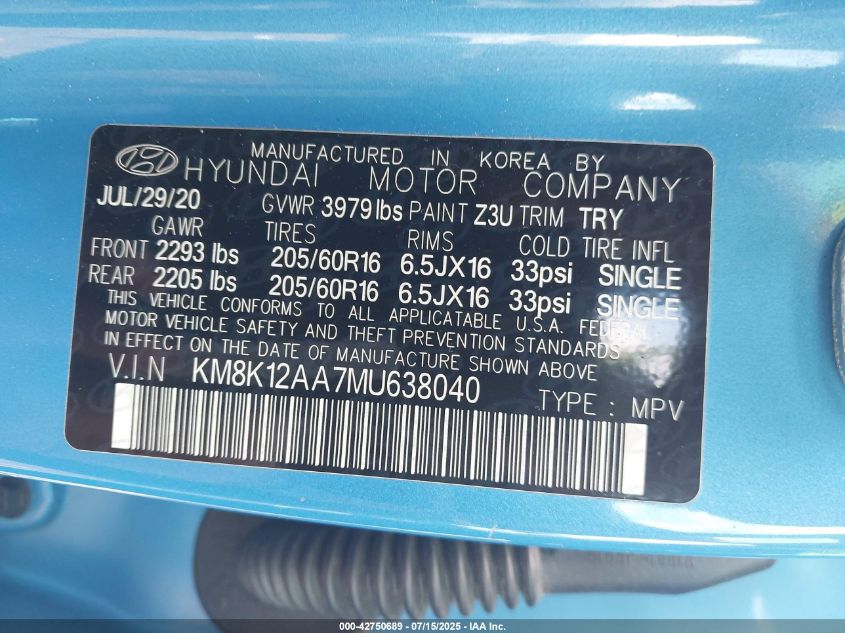 MANUFACTURED IN KOREA BY
HYUNDAI MOTOR COMPANY
JUL/29/20 GVWR 3979lbs PAINT Z3U TRIM TRY
GAWR TIRES RIMS COLD TIRE INFL
FRONT 2293 lbs 205/60R16 6.5JX16 33psi SINGLE
REAR 2205 lbs 205/60R16 6.5JX16 33psi SINGLE
THIS VEHICLE CONFORMS TO ALL APPLICATABLE U.S.A. FEDERAL
MOTOR VEHICLE SAFETY AND THEFT PREVENTION STANDARDS
IN EFFECT ON THE DATE OF MANUFACTURE SHOWN ABOVE
V.I.N KM8K12AA7MU638040 TYPE : MPV
000-42750689 - 07/15/2025 - IAA Inc.